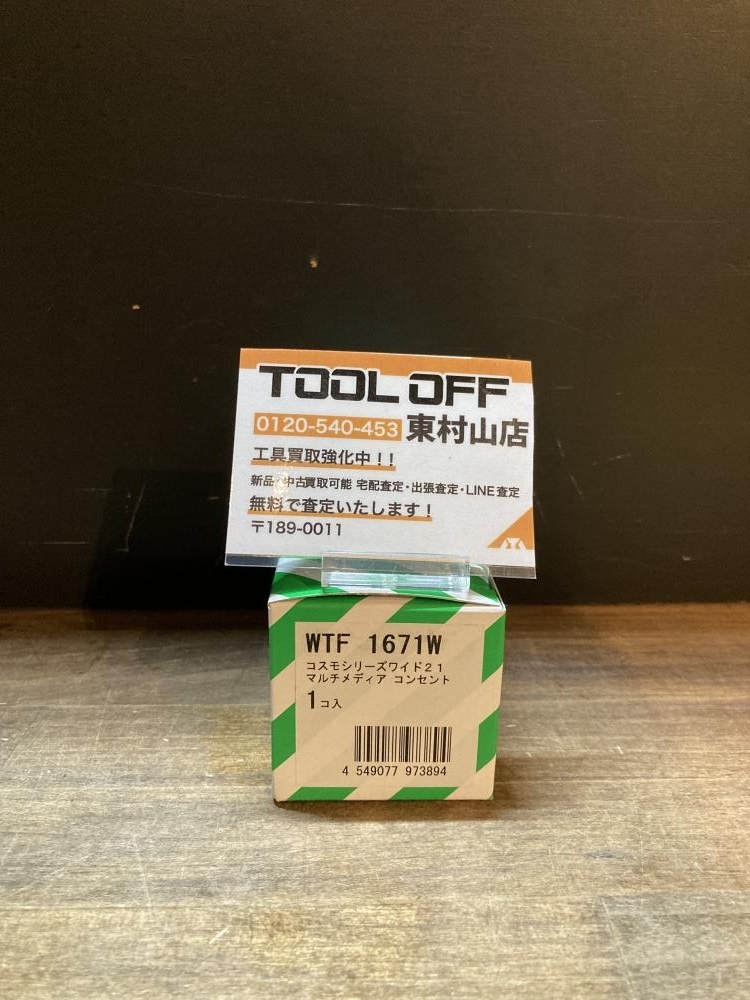 TOOL OFF
0120-540-453 東村山店
工具買取強化中！！
新品・中古買取可能 宅配査定・出張査定・LINE査定
無料で査定いたします！
〒189-0011
WTF 1671W
コスモシリーズワイド２１
マルチメディア コンセント
1コ入
4 549077 973894